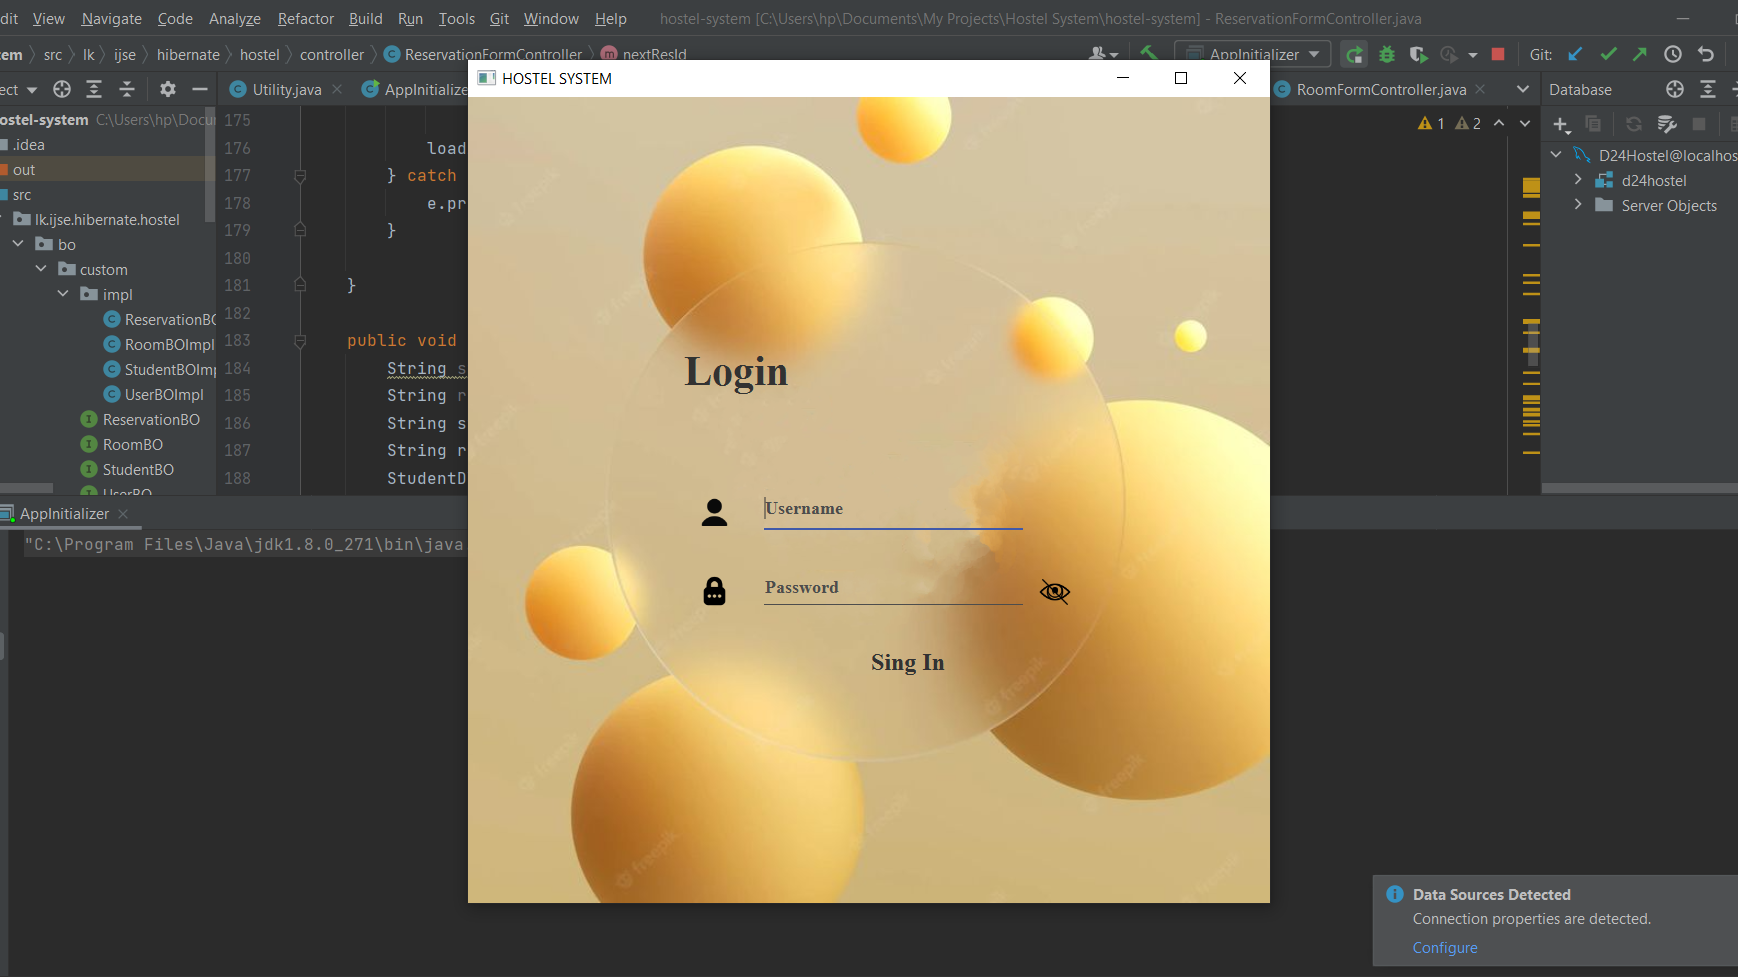 dit View Navigate Code Analyze Refactor Build Run Tools Git Window Help hostel-system [C:\Users\hp\Documents\My Projects\Hostel System\hostel-system] - ReservationFormController.java
tem src lk ijse hibernate hostel controller ReservationFormController nextResId AppInitializer Git:
ect Utility.java AppInitialize RoomFormController.java Database
HOSTEL SYSTEM
ostel-system C:\Users\hp\Docu
.idea
out
src
lk.ijse.hibernate.hostel
bo
custom
impl
ReservationBO
RoomBOImpl
StudentBOImp
UserBOImpl
ReservationBO
RoomBO
StudentBO
UserBO
175
176 load
177 } catch
178 e.pr
179 }
180
181 }
182
183 public void
184 String s
185 String r
186 String s
187 String r
188 StudentD
1 2
D24Hostel@localhos
d24hostel
Server Objects
Login
Username
Password
Sing In
freepik
AppInitializer
"C:\Program Files\Java\jdk1.8.0_271\bin\java
Data Sources Detected
Connection properties are detected.
Configure